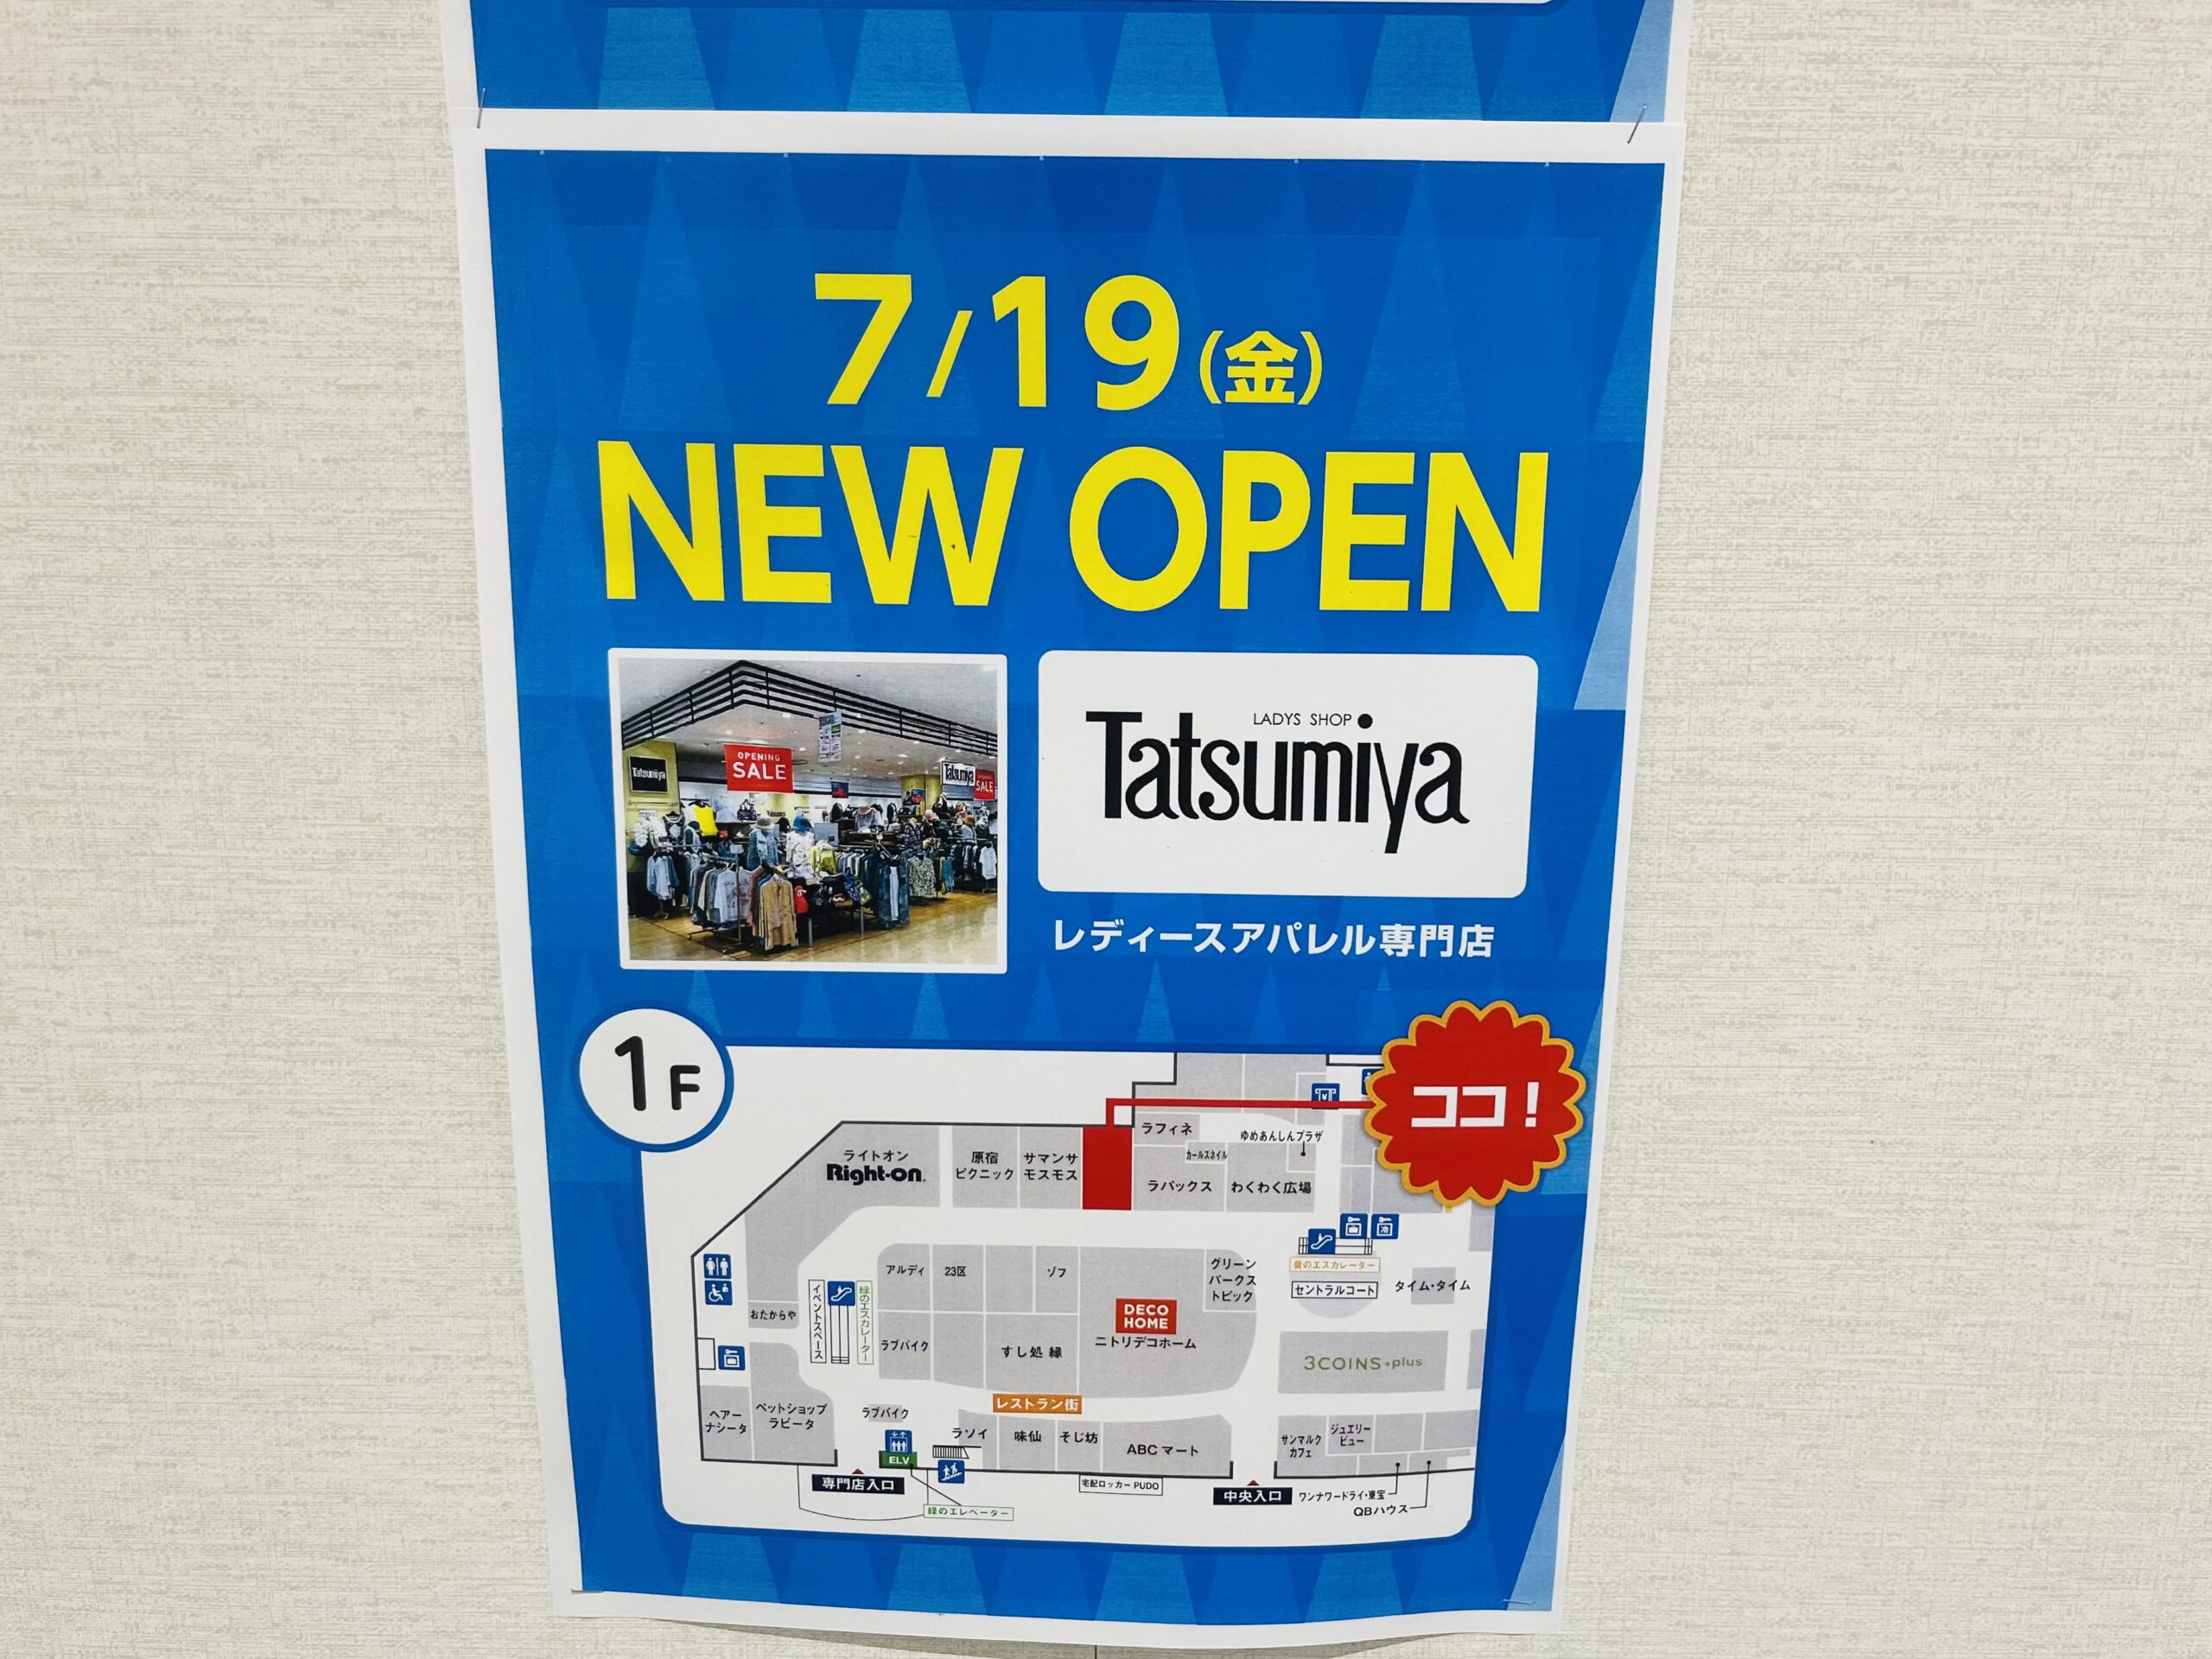 7/19(金)
NEW OPEN
OPENING
SALE
Tatsumiya
Tatsumiya
SALE
LADYS SHOP
Tatsumiya
レディースアパレル専門店
1F
ココ！
ラフィネ
ゆめあんしんプラザ
カールズネイル
ライトオン
Right-on.
原宿
ピクニック
サマンサ
モスモス
ラパックス
わくわく広場
アルディ
23区
ゾフ
グリーン
パークス
トピック
黄のエスカレーター
セントラルコート
タイム・タイム
おたからや
イベントスペース
緑のエスカレーター
DECO
HOME
ニトリデコホーム
ラブバイク
すし処 縁
3COINS+plus
レストラン街
ヘアー
ナシータ
ペットショップ
ラビータ
ラブバイク
ELV
ラソイ
味仙
そじ坊
ABCマート
サンマルク
カフェ
ジュエリー
ビュー
専門店入口
緑のエレベーター
宅配ロッカー PUDO
中央入口
ワンナワードライ・東宝
QBハウス